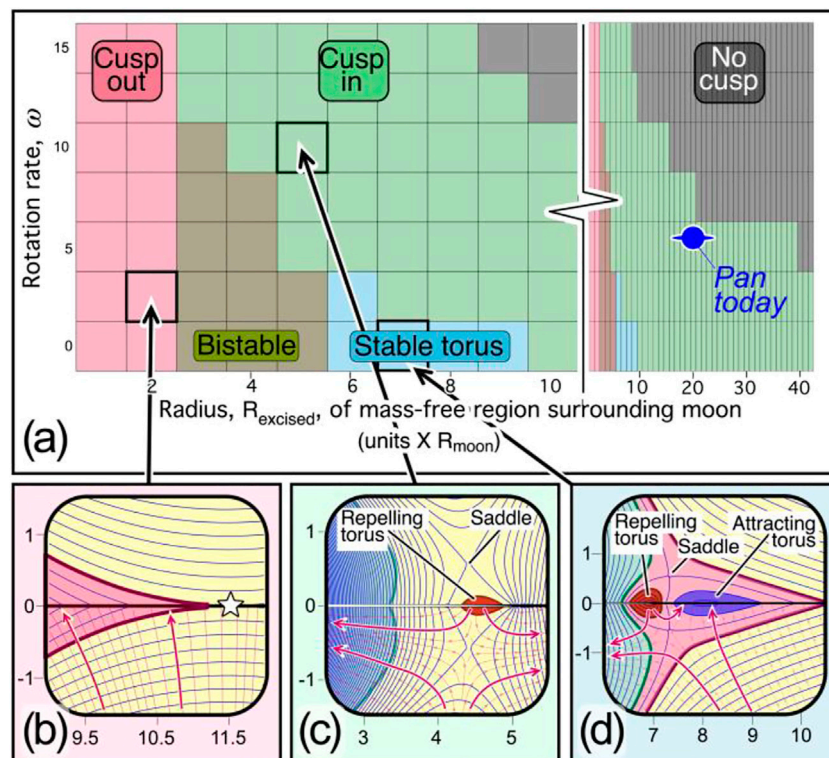 15
10
5
0
Rotation rate, ω
Cusp
out
Cusp
in
No
cusp
Pan
today
Bistable
Stable torus
2 4 6 8 10 10 20 30 40
Radius, Rexcised, of mass-free region surrounding moon
(units X Rmoon)
(a)
1
0
-1
9.5 10.5 11.5
(b)
Repelling
torus
Saddle
1
0
-1
3 4 5
(c)
Repelling
torus
Saddle
Attracting
torus
1
0
-1
7 8 9 10
(d)